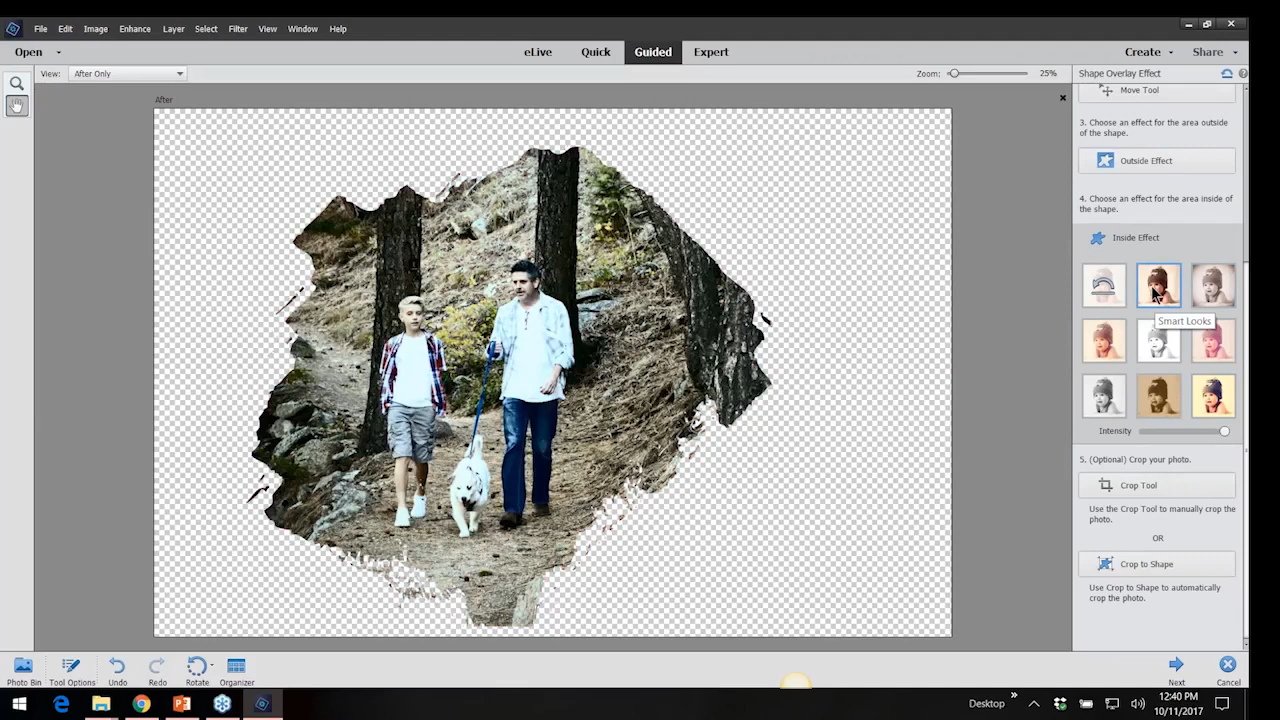 File Edit Image Enhance Layer Select Filter View Window Help
Open eLive Quick Guided Expert Create Share
View: After Only Zoom: 25% Shape Overlay Effect
After
Move Tool
3. Choose an effect for the area outside
of the shape.
Outside Effect
4. Choose an effect for the area inside of
the shape.
Inside Effect
Smart Looks
Intensity
5. (Optional) Crop your photo.
Crop Tool
Use the Crop Tool to manually crop the
photo.
OR
Crop to Shape
Use Crop to Shape to automatically
crop the photo.
Photo Bin Tool Options Undo Redo Rotate Organizer Next Cancel
Desktop
12:40 PM
10/11/2017